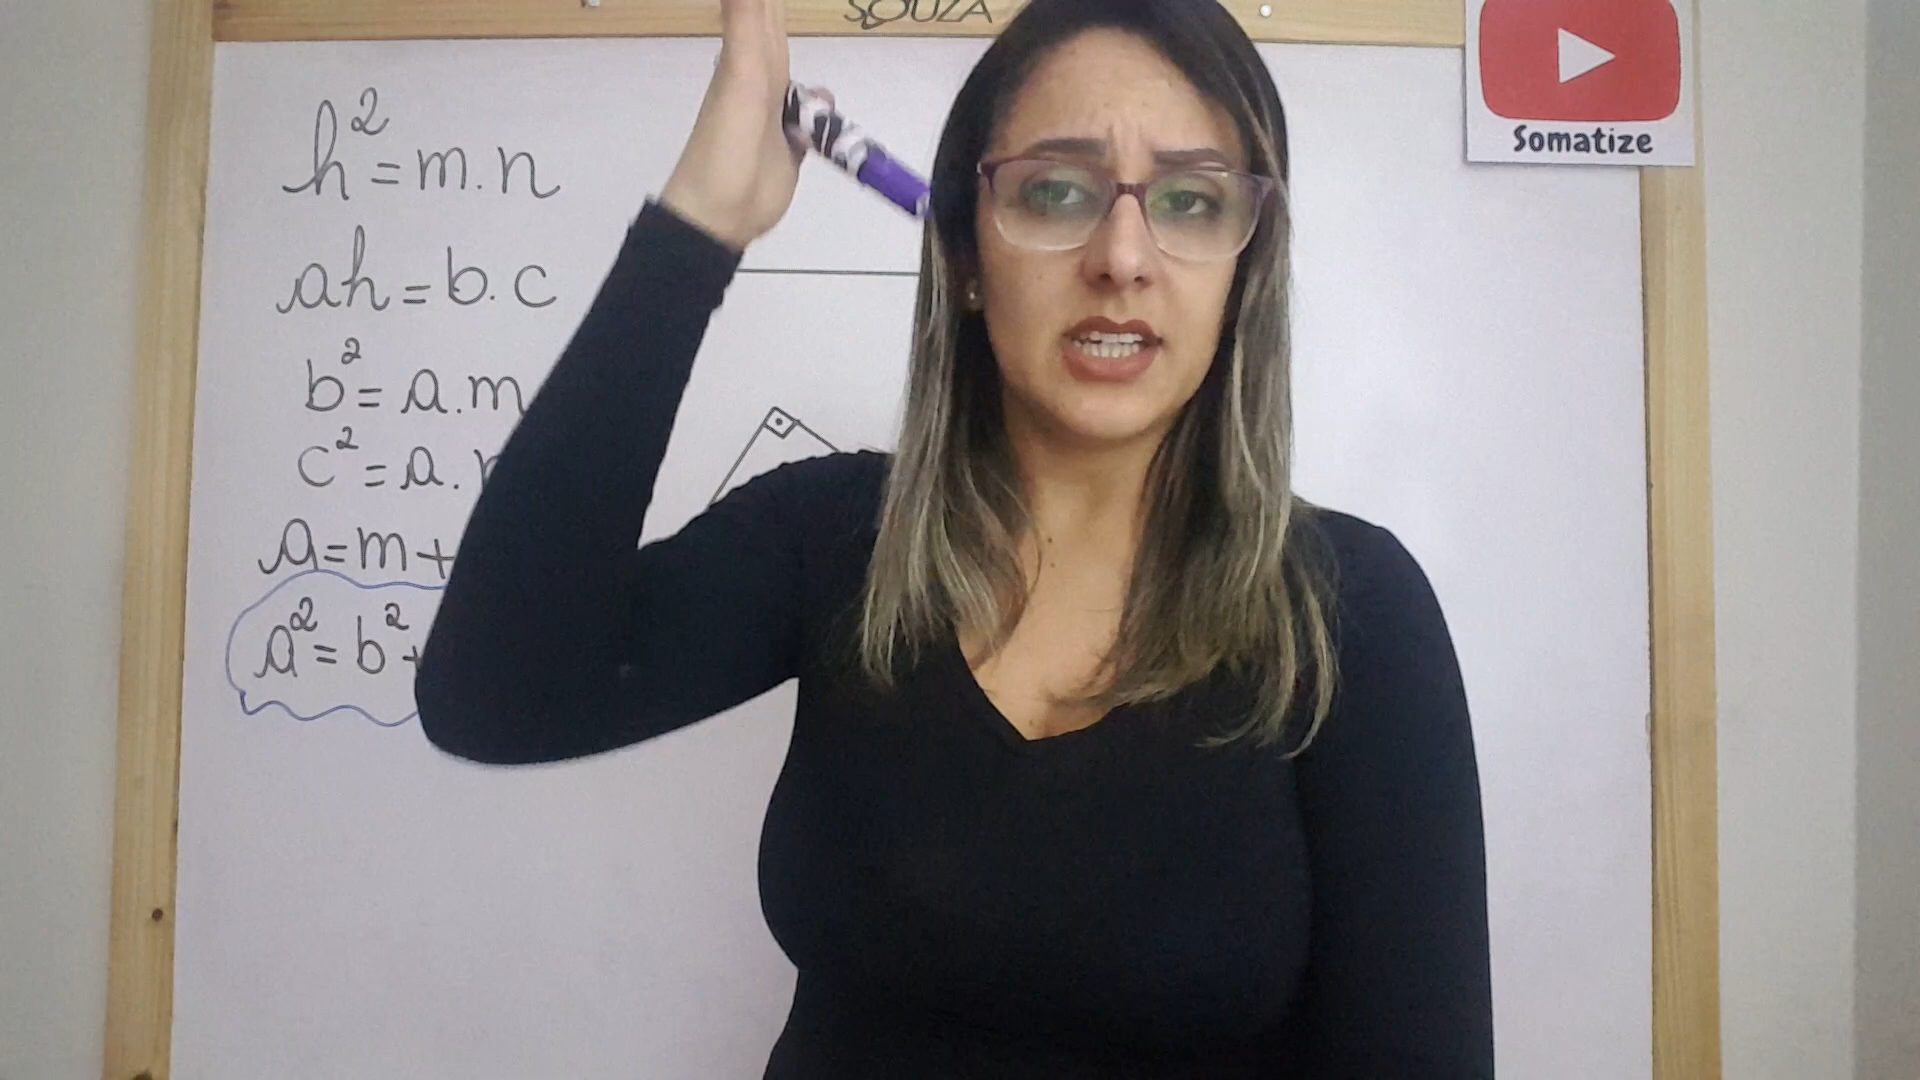 SOUZA
Somatize
h² = m.n
ah = b.c
b² = a.m
c² = a.
a = m +
a² = b² +